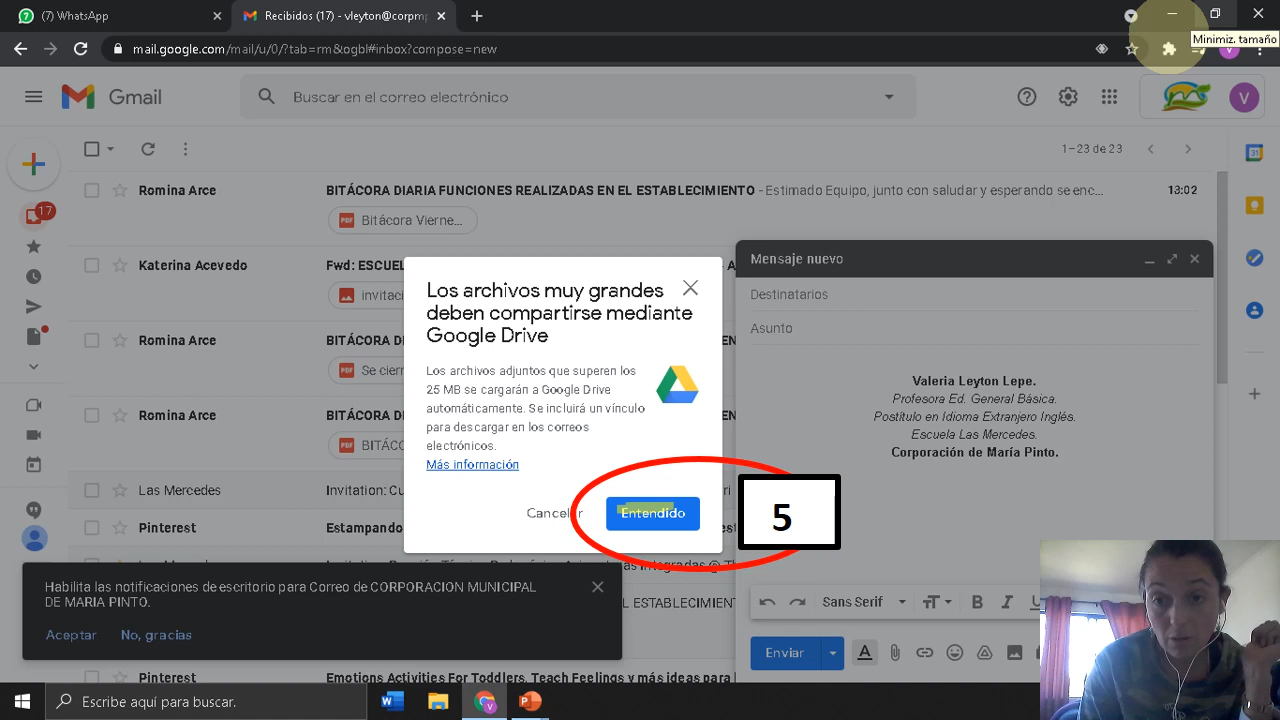 (7) WhatsApp
Recibidos (17) - vleyton@corpmp
mail.google.com/mail/u/0/?tab=rm&ogbl#inbox?compose=new
Minimiz. tamaño
V
Gmail
Buscar en el correo electrónico
V
1–23 de 23
17
Romina Arce
BITÁCORA DIARIA FUNCIONES REALIZADAS EN EL ESTABLECIMIENTO - Estimado Equipo, junto con saludar y esperando se enc...
13:02
PDF Bitácora Vierne...
Katerina Acevedo
Fwd: ESCUEL
invitaci
Romina Arce
BITÁCORA D
PDF Se cierr
Romina Arce
BITÁCORA D
PDF BITÁCO
Las Mercedes
Invitation: Cu
Pinterest
Estampando
Los archivos muy grandes
deben compartirse mediante
Google Drive
Los archivos adjuntos que superen los
25 MB se cargarán a Google Drive
automáticamente. Se incluirá un vínculo
para descargar en los correos
electrónicos.
Más información
Cancelar
Entendido
5
Mensaje nuevo
Destinatarios
Asunto
Valeria Leyton Lepe.
Profesora Ed. General Básica.
Postítulo en Idioma Extranjero Inglés.
Escuela Las Mercedes.
Corporación de María Pinto.
Sans Serif
B I U
Enviar
A
Habilita las notificaciones de escritorio para Correo de CORPORACION MUNICIPAL
DE MARIA PINTO.
Aceptar
No, gracias
EL ESTABLECIMIENT
Pinterest
Emotions Activities For Toddlers, Teach Feelings y más ideas para
Escribe aquí para buscar.